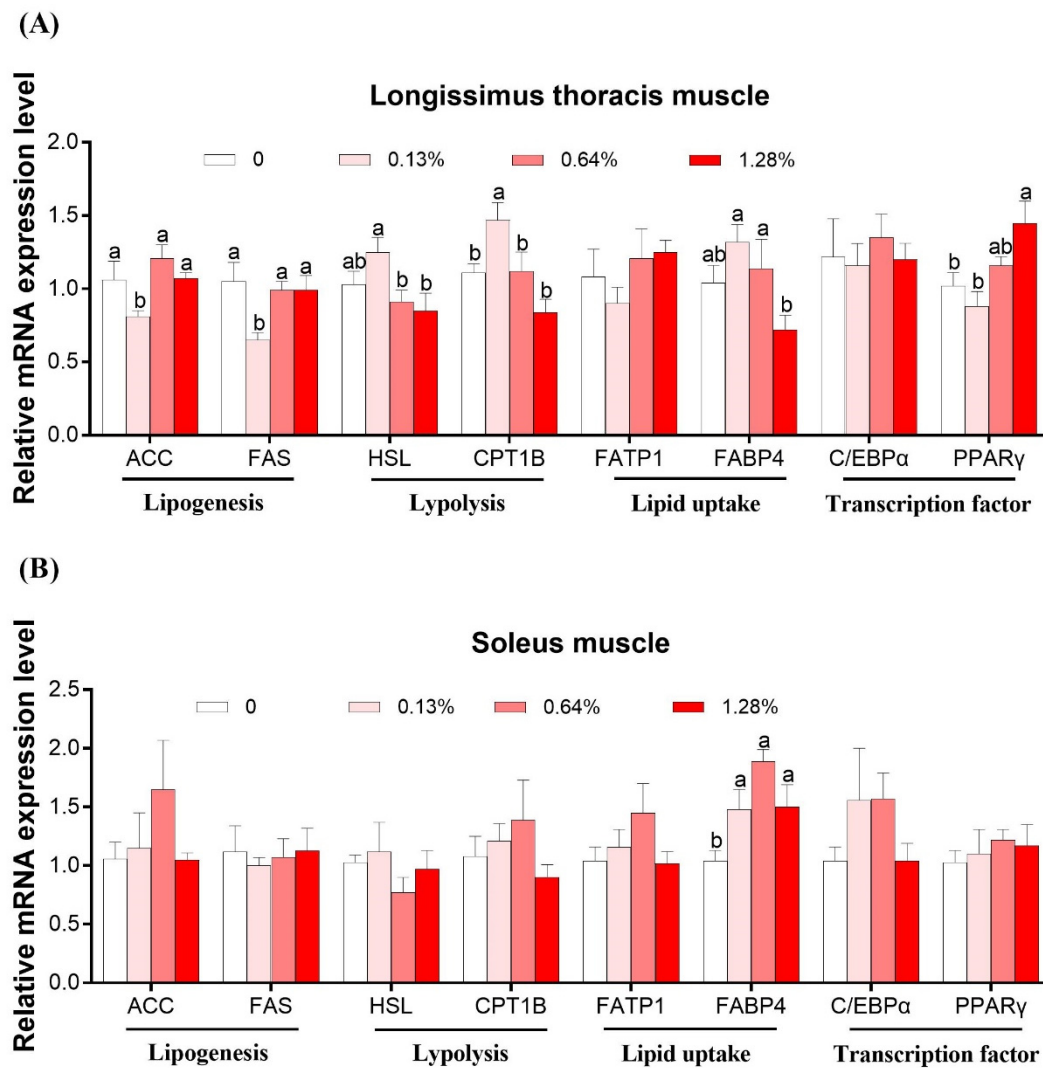 (A)
Longissimus thoracis muscle
Relative mRNA expression level
2.0
1.5
1.0
0.5
0.0
0 0.13% 0.64% 1.28%
a b a a
a b a a
ab a b b
b a b b
ab a a b
b b ab a
ACC FAS HSL CPT1B FATP1 FABP4 C/EBPα PPARγ
Lipogenesis Lypolysis Lipid uptake Transcription factor
(B)
Soleus muscle
Relative mRNA expression level
2.5
2.0
1.5
1.0
0.5
0.0
0 0.13% 0.64% 1.28%
b a a a
ACC FAS HSL CPT1B FATP1 FABP4 C/EBPα PPARγ
Lipogenesis Lypolysis Lipid uptake Transcription factor